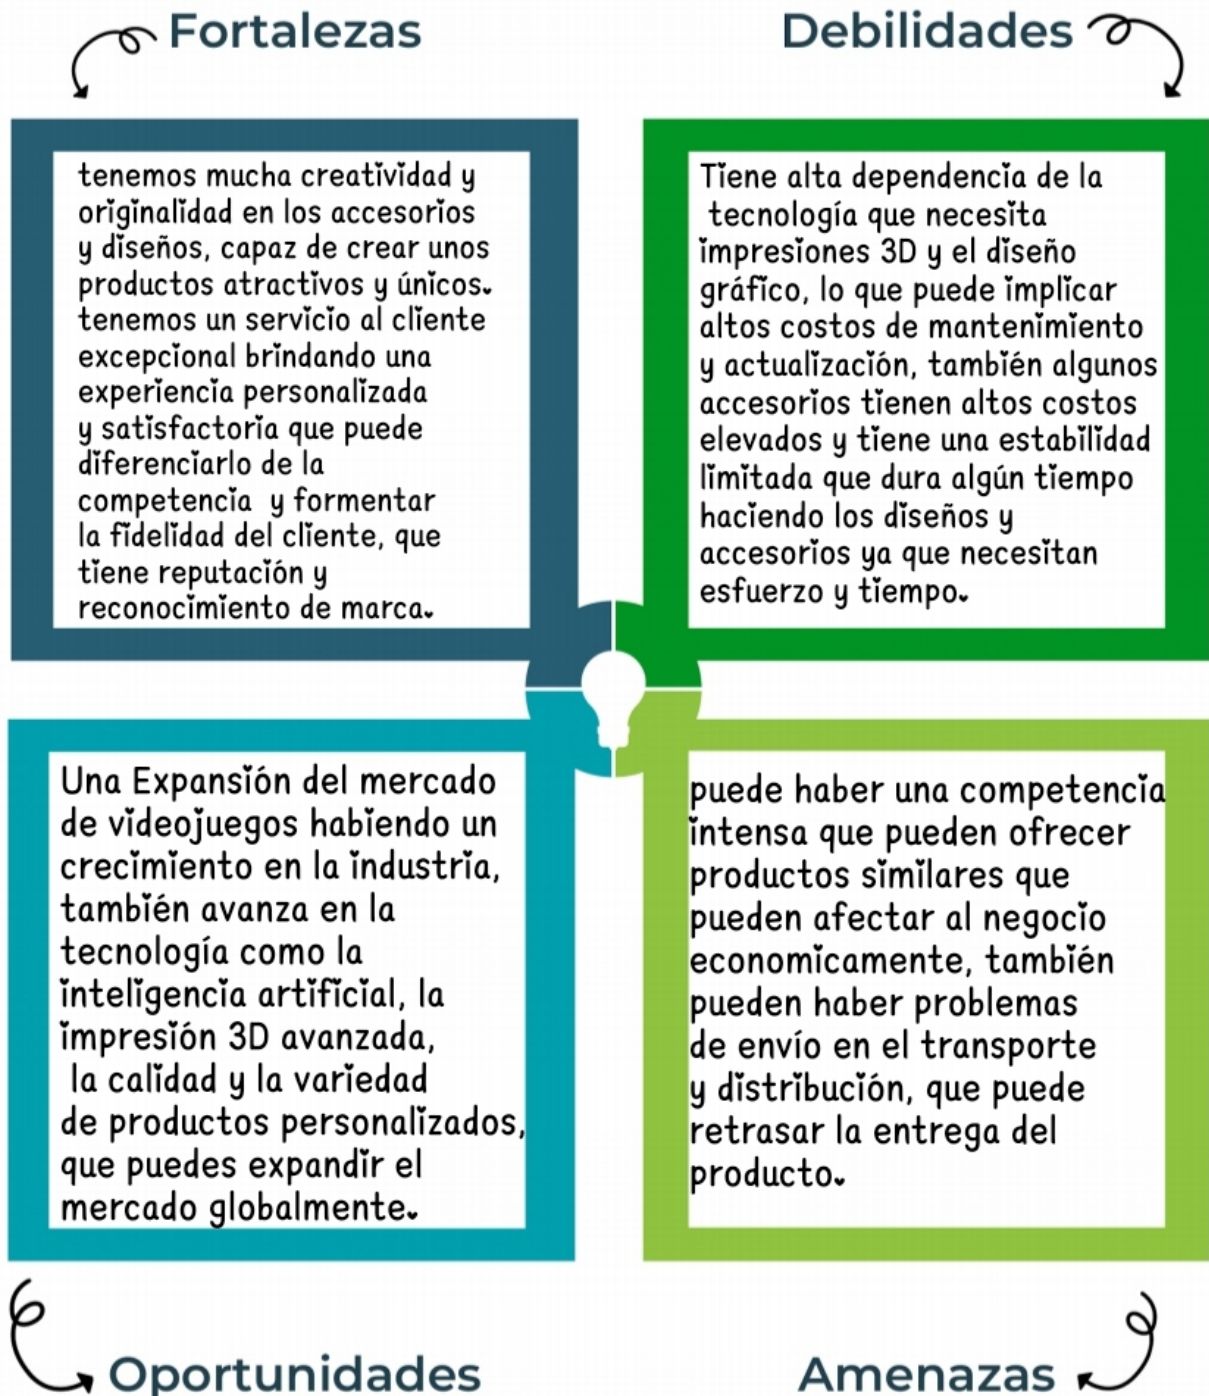 Fortalezas
tenemos mucha creatividad y
originalidad en los accesorios
y diseños, capaz de crear unos
productos atractivos y únicos.
tenemos un servicio al cliente
excepcional brindando una
experiencia personalizada
y satisfactoria que puede
diferenciarlo de la
competencia y formentar
la fidelidad del cliente, que
tiene reputación y
reconocimiento de marca.
Debilidades
Tiene alta dependencia de la
tecnología que necesita
impresiones 3D y el diseño
gráfico, lo que puede implicar
altos costos de mantenimiento
y actualización, también algunos
accesorios tienen altos costos
elevados y tiene una estabilidad
limitada que dura algún tiempo
haciendo los diseños y
accesorios ya que necesitan
esfuerzo y tiempo.
Una Expansión del mercado
de videojuegos habiendo un
crecimiento en la industria,
también avanza en la
tecnología como la
inteligencia artificial, la
impresión 3D avanzada,
la calidad y la variedad
de productos personalizados,
que puedes expandir el
mercado globalmente.
Oportunidades
puede haber una competencia
intensa que pueden ofrecer
productos similares que
pueden afectar al negocio
economicamente, también
pueden haber problemas
de envío en el transporte
y distribución, que puede
retrasar la entrega del
producto.
Amenazas